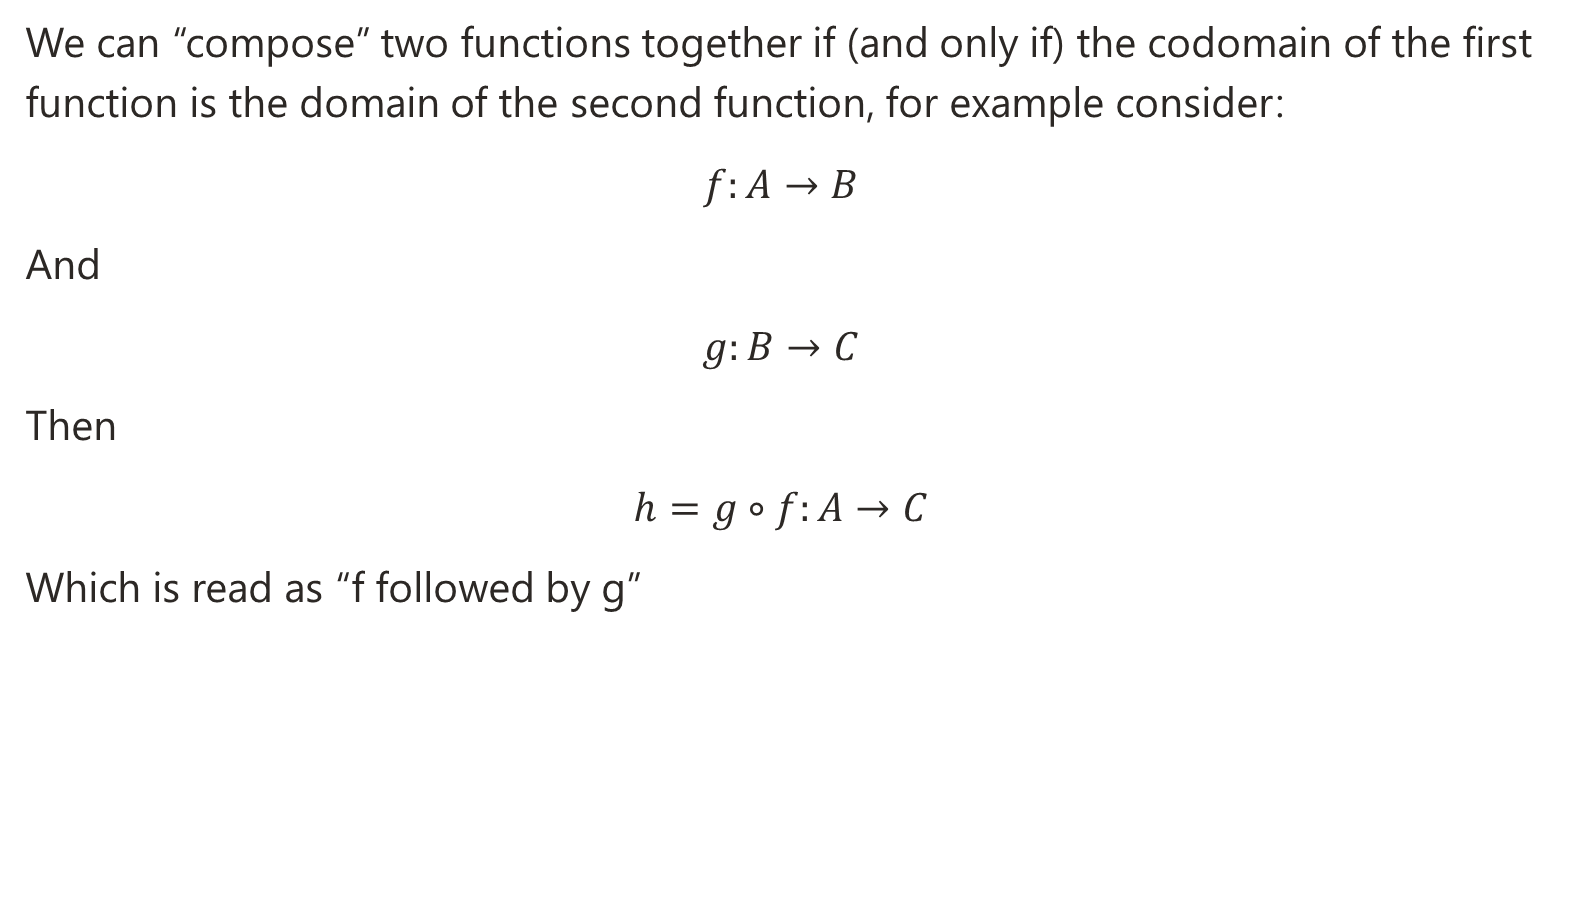 We can “compose” two functions together if (and only if) the codomain of the first
function is the domain of the second function, for example consider:
f: A → B
And
g: B → C
Then
h = g ∘ f: A → C
Which is read as “f followed by g”